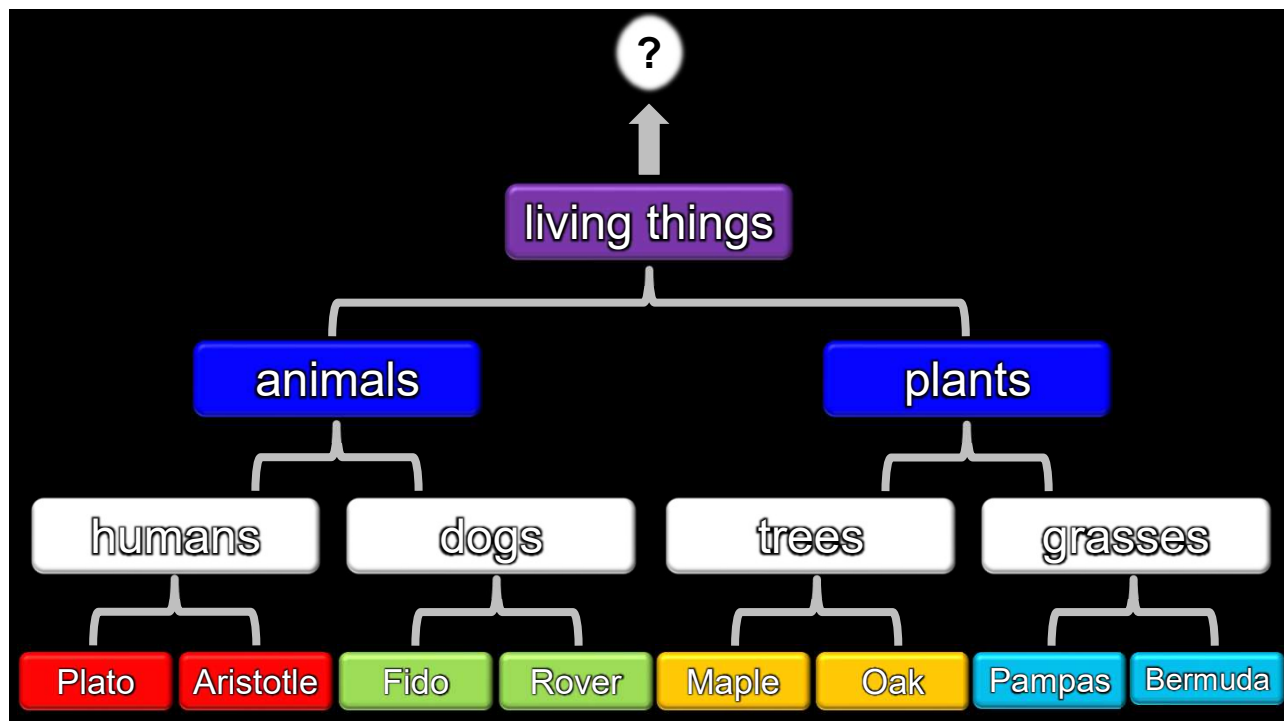 ?
living things
animals
plants
humans
dogs
trees
grasses
Plato
Aristotle
Fido
Rover
Maple
Oak
Pampas
Bermuda